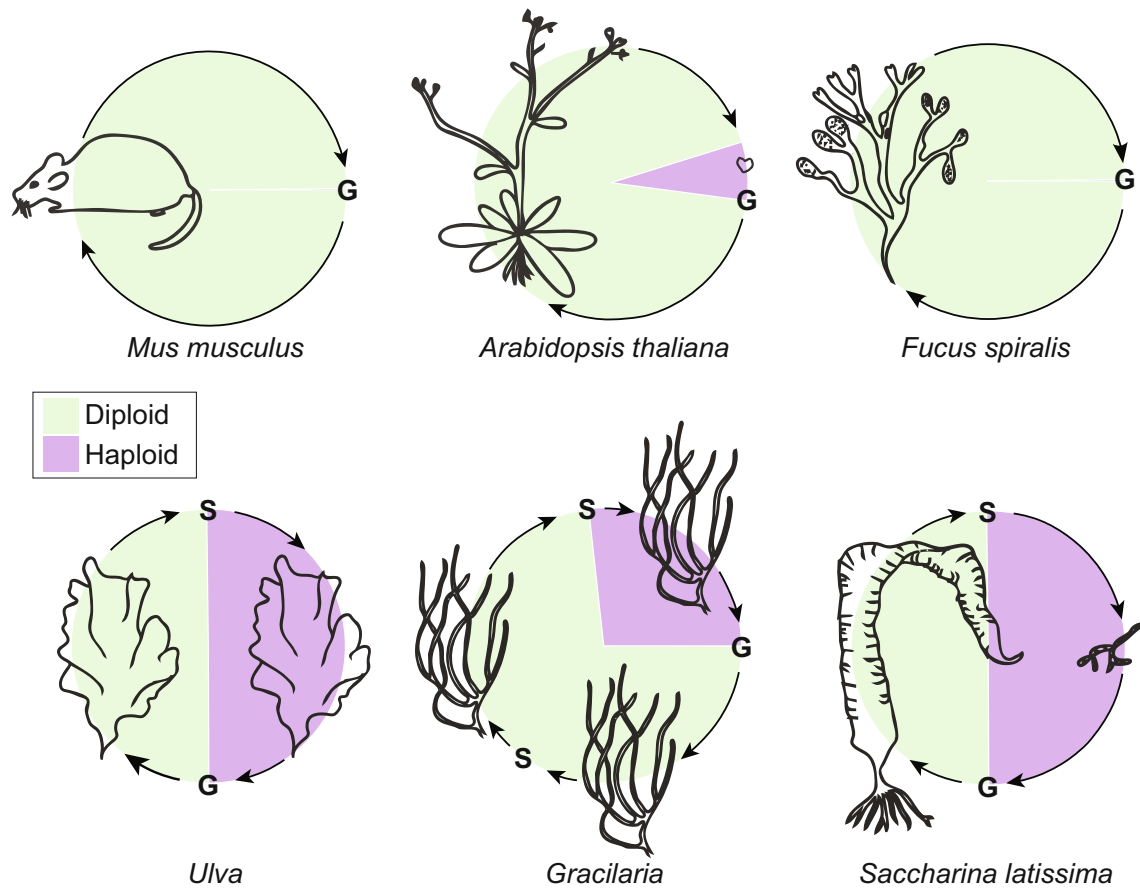 G
G
G
Mus musculus
Arabidopsis thaliana
Fucus spiralis
Diploid
Haploid
S
G
S
G
S
S
G
Ulva
Gracilaria
Saccharina latissima